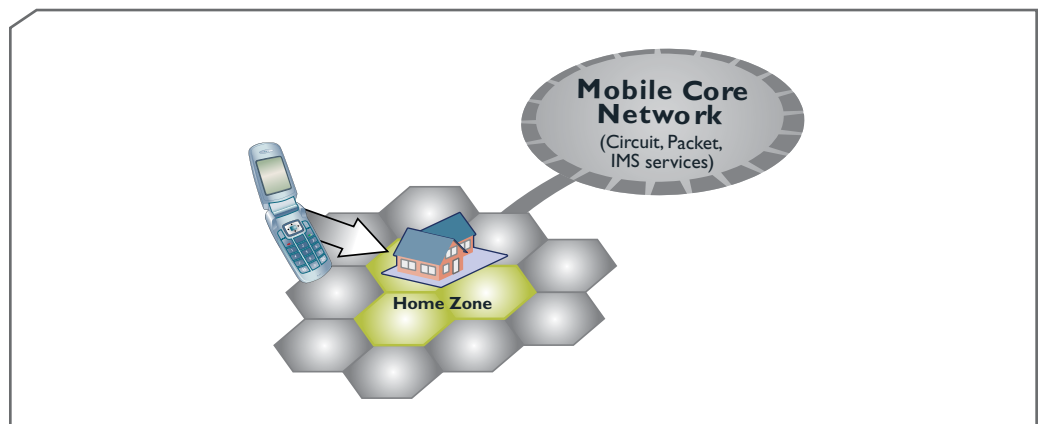 Mobile Core
Network
(Circuit, Packet,
IMS services)
Home Zone